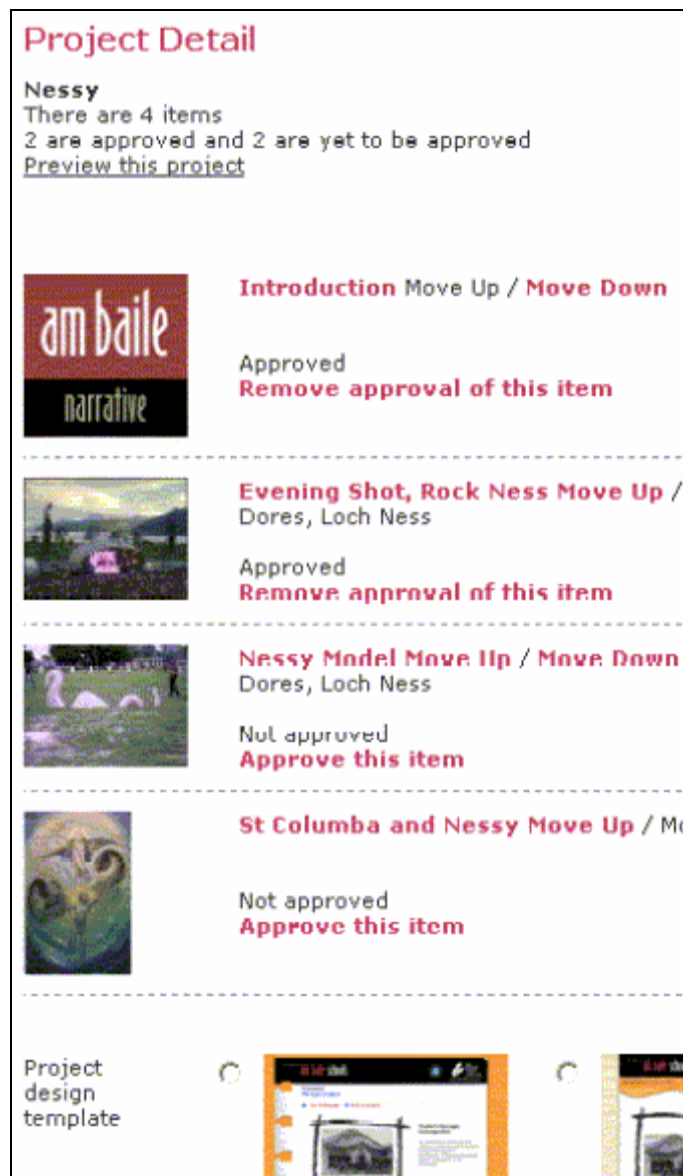 Project Detail
Nessy
There are 4 items
2 are approved and 2 are yet to be approved
Preview this project
am baile
narrative
Introduction Move Up / Move Down
Approved
Remove approval of this item
Evening Shot, Rock Ness Move Up /
Dores, Loch Ness
Approved
Remove approval of this item
Nessy Model Move Up / Move Down
Dores, Loch Ness
Not approved
Approve this item
St Columba and Nessy Move Up / Mo
Not approved
Approve this item
Project
design
template